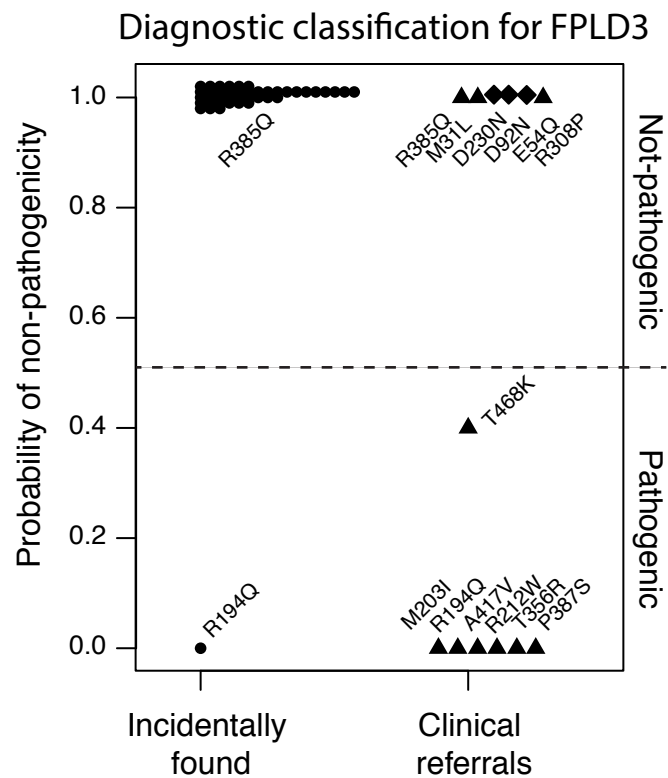 Diagnostic classification for FPLD3
Probability of non-pathogenicity
1.0
0.8
0.6
0.4
0.2
0.0
R385Q
R385Q
M31L
D230N
D92N
E54Q
R308P
Not-pathogenic
T468K
Pathogenic
R194Q
M203I
R194Q
A417V
R212W
T356R
P387S
Incidentally
found
Clinical
referrals